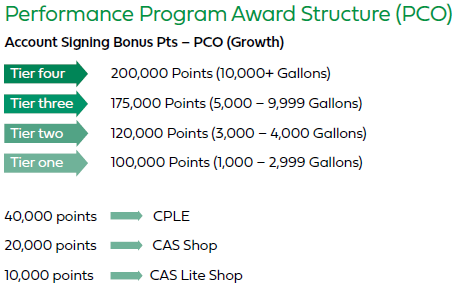 Performance Program Award Structure (PCO)
Account Signing Bonus Pts – PCO (Growth)
Tier four 200,000 Points (10,000+ Gallons)
Tier three 175,000 Points (5,000 – 9,999 Gallons)
Tier two 120,000 Points (3,000 – 4,000 Gallons)
Tier one 100,000 Points (1,000 – 2,999 Gallons)
40,000 points CPLE
20,000 points CAS Shop
10,000 points CAS Lite Shop